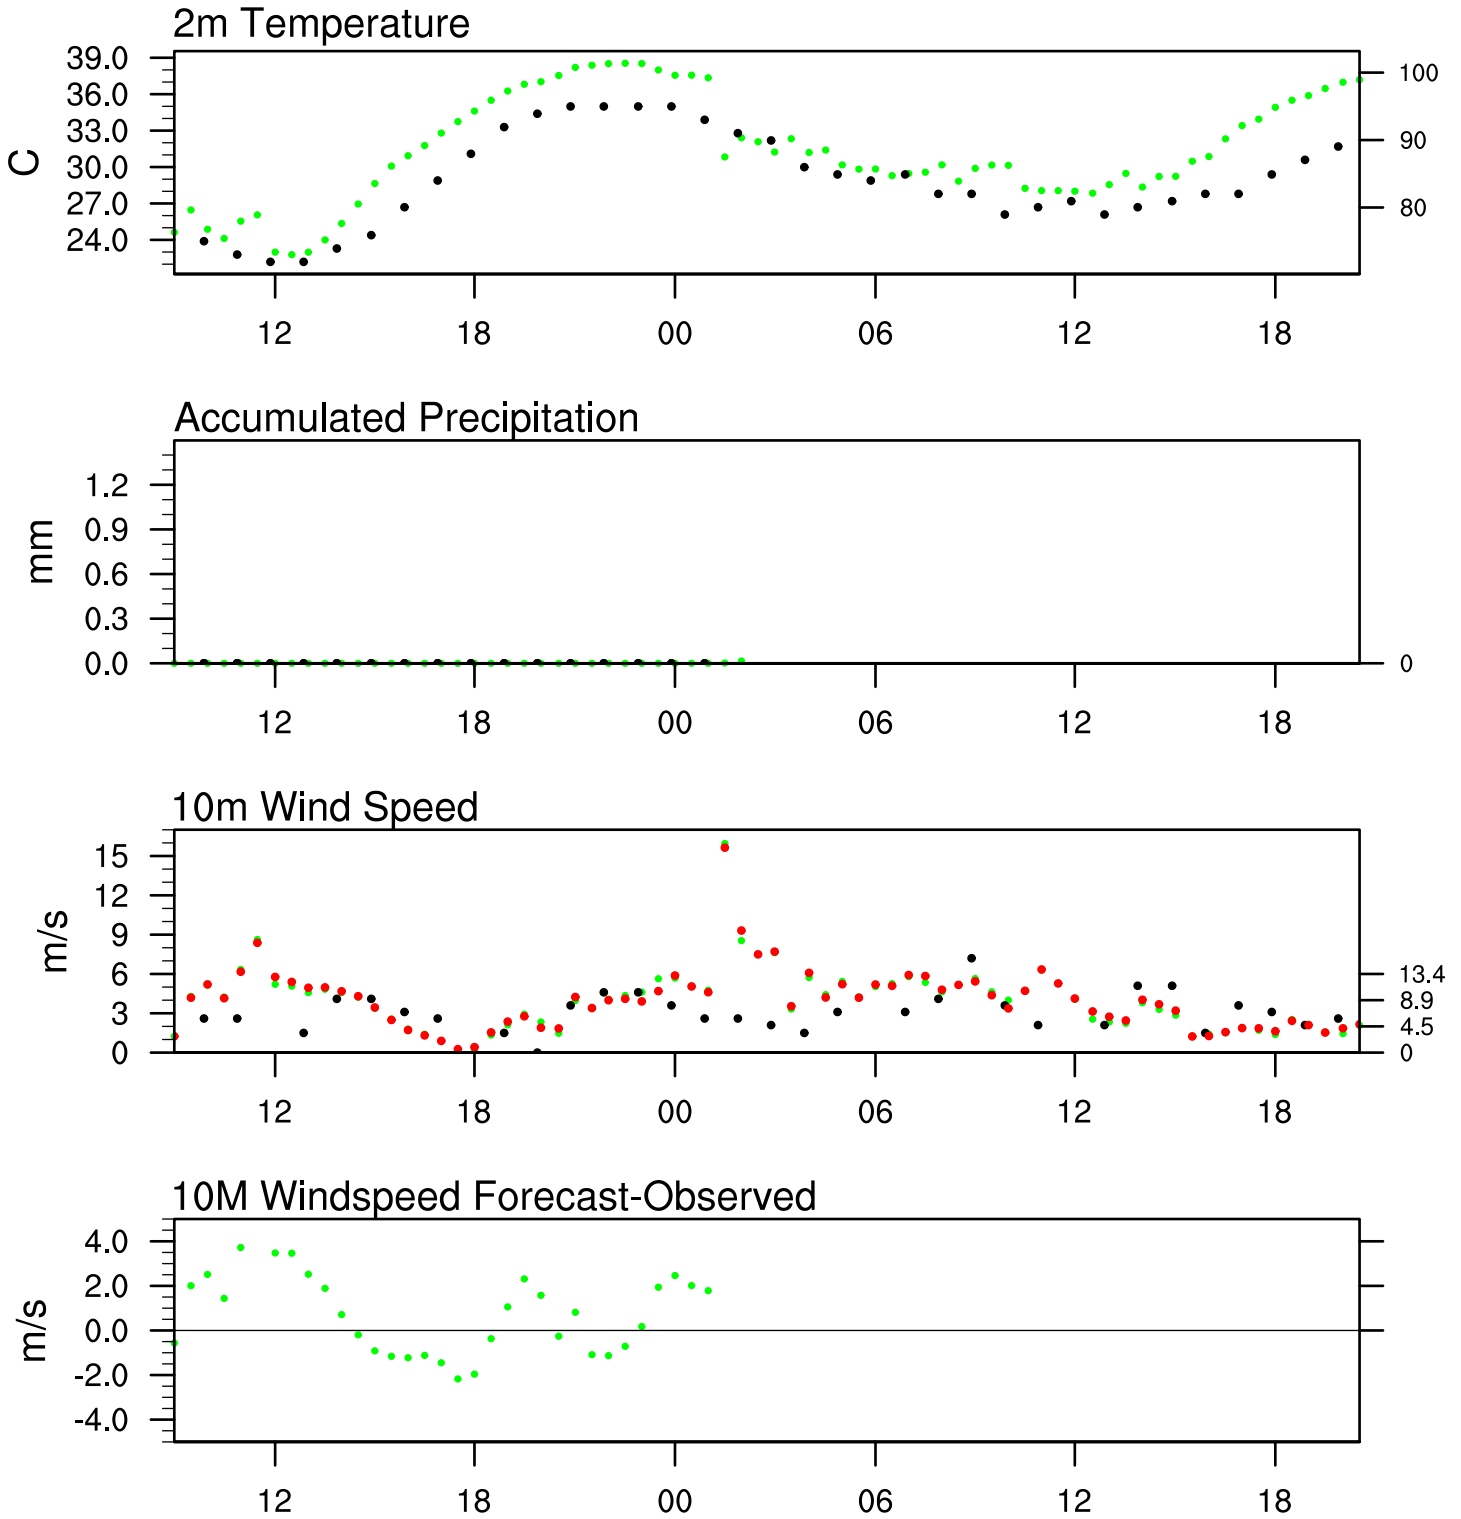 2m Temperature
39.0
36.0
33.0
30.0
27.0
24.0
C
100
90
80
12 18 00 06 12 18
Accumulated Precipitation
1.2
0.9
0.6
0.3
0.0
mm
0
12 18 00 06 12 18
10m Wind Speed
15
12
9
6
3
0
m/s
13.4
8.9
4.5
0
12 18 00 06 12 18
10M Windspeed Forecast-Observed
4.0
2.0
0.0
-2.0
-4.0
m/s
12 18 00 06 12 18